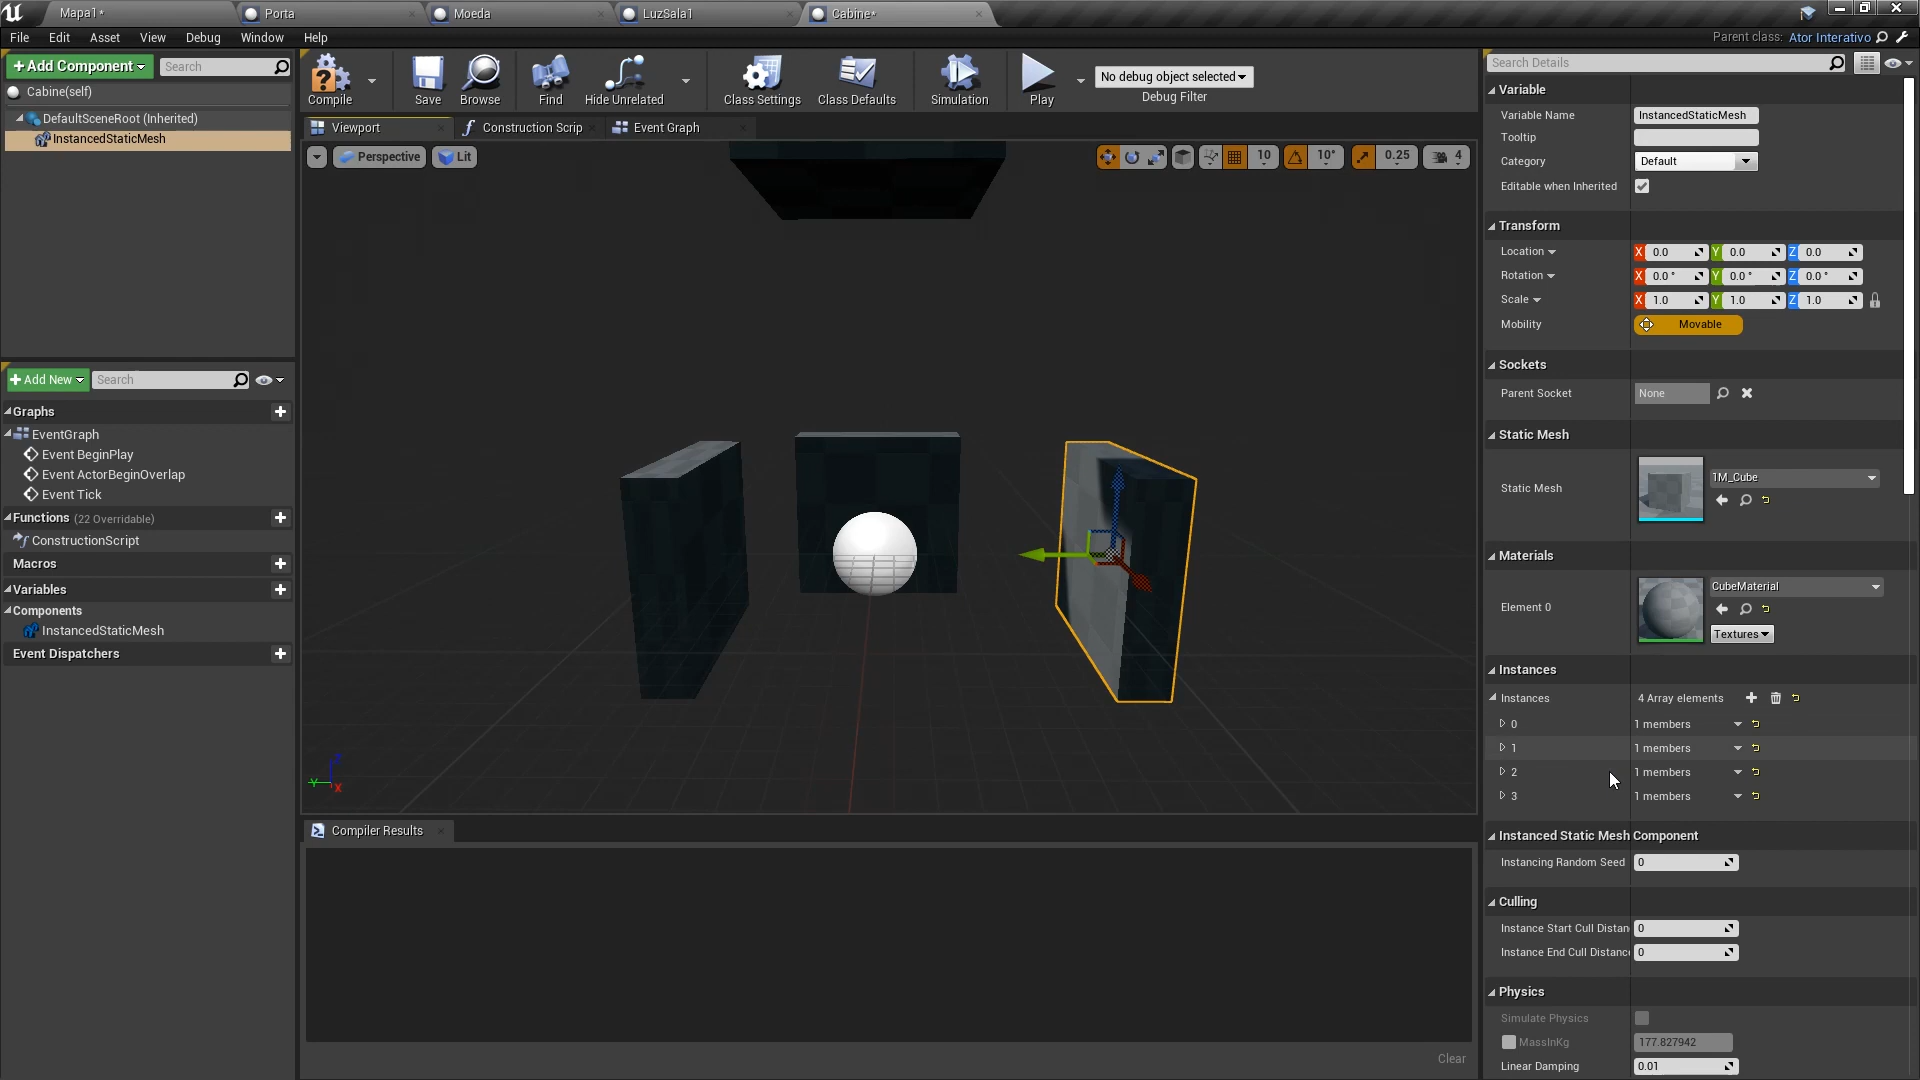 Mapa1*
Porta
Moeda
LuzSala1
Cabine*
File Edit Asset View Debug Window Help
Parent class: Ator Interativo
Add Component
Search
Cabine(self)
DefaultSceneRoot (Inherited)
InstancedStaticMesh
Compile
Save
Browse
Find
Hide Unrelated
Class Settings
Class Defaults
Simulation
Play
No debug object selected
Debug Filter
Viewport
Construction Scrip
Event Graph
Perspective
Lit
10
10°
0.25
4
Add New
Search
Graphs
EventGraph
Event BeginPlay
Event ActorBeginOverlap
Event Tick
Functions (22 Overridable)
ConstructionScript
Macros
Variables
Components
InstancedStaticMesh
Event Dispatchers
Z
Y
X
Compiler Results
Clear
Search Details
Variable
Variable Name InstancedStaticMesh
Tooltip
Category Default
Editable when Inherited
Transform
Location X 0.0 Y 0.0 Z 0.0
Rotation X 0.0 ° Y 0.0 ° Z 0.0 °
Scale X 1.0 Y 1.0 Z 1.0
Mobility Movable
Sockets
Parent Socket None
Static Mesh
Static Mesh 1M_Cube
Materials
Element 0 CubeMaterial
Textures
Instances
Instances 4 Array elements
0 1 members
1 1 members
2 1 members
3 1 members
Instanced Static Mesh Component
Instancing Random Seed 0
Culling
Instance Start Cull Distan 0
Instance End Cull Distance 0
Physics
Simulate Physics
MassInKg 177.827942
Linear Damping 0.01